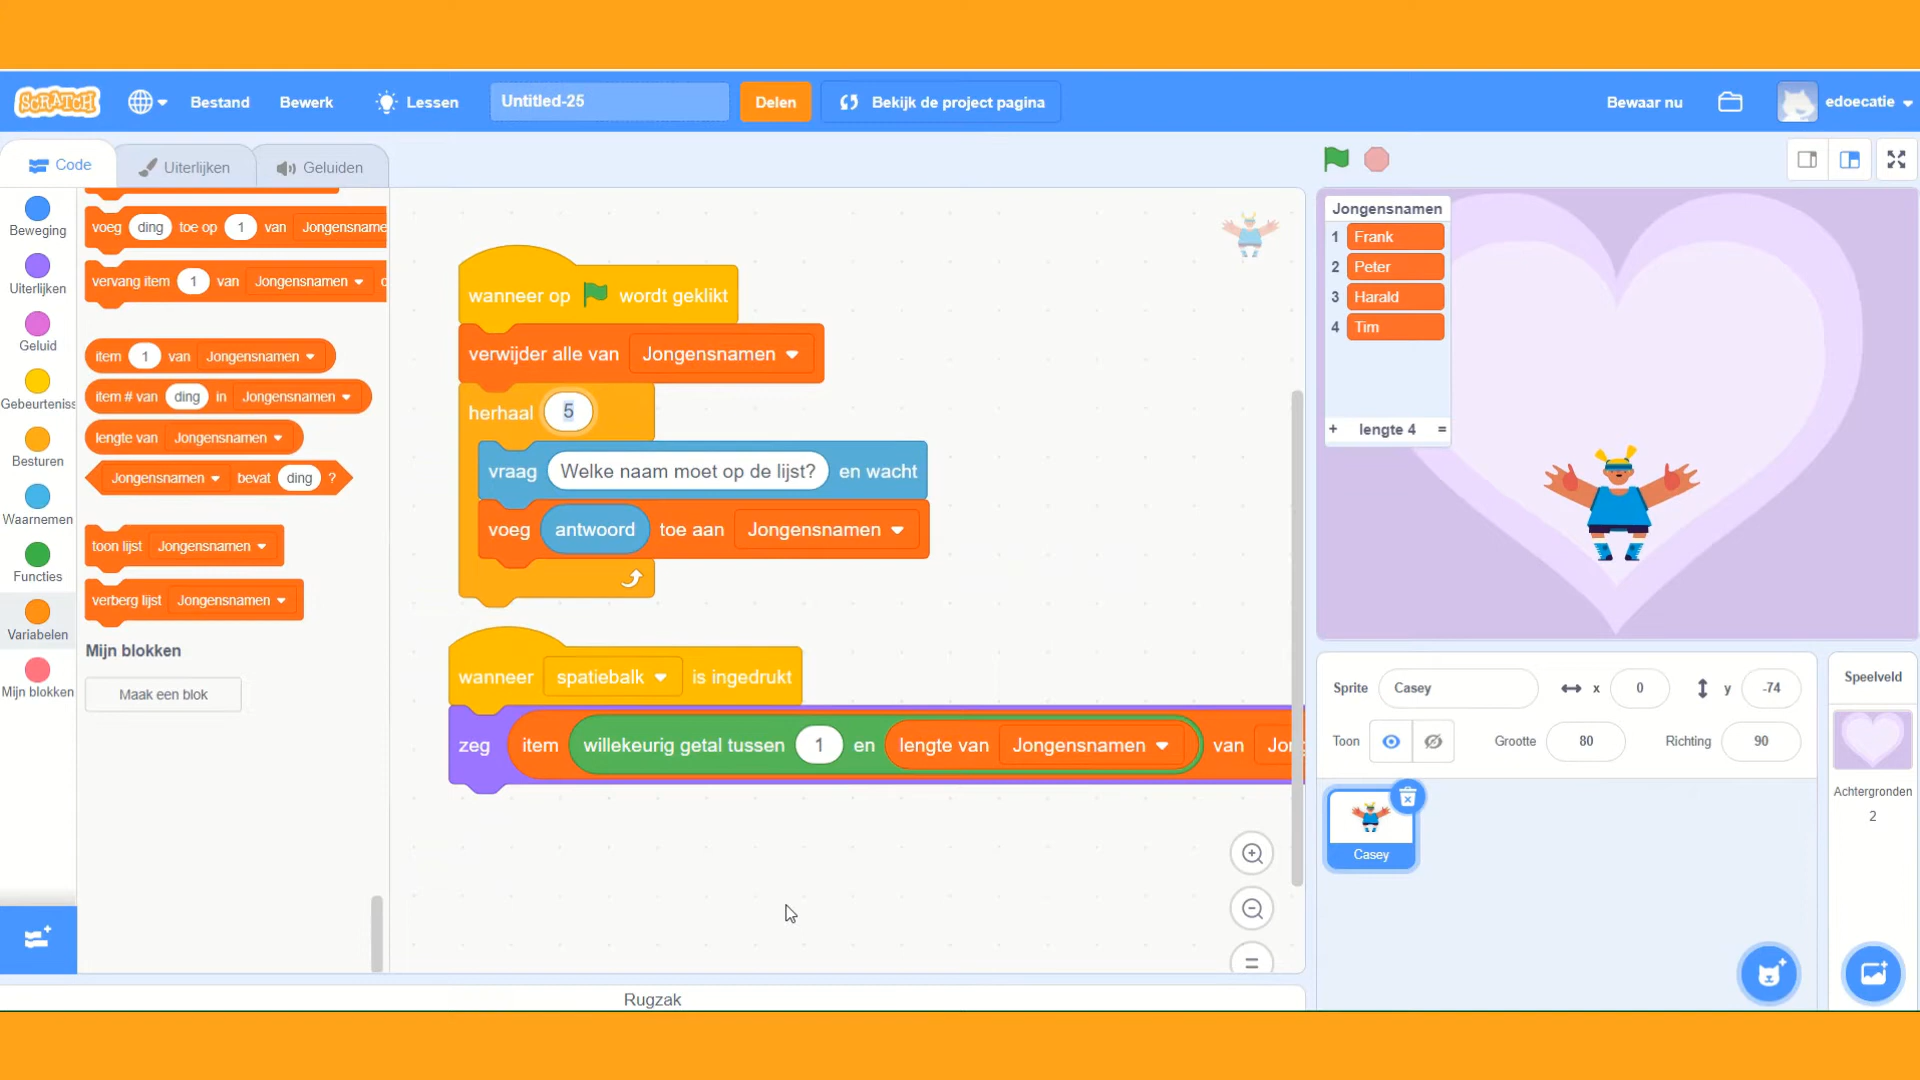 SCRATCH Bestand Bewerk Lessen Untitled-25 Delen Bekijk de project pagina Bewaar nu edoecatie
Code Uiterlijken Geluiden
Beweging
Uiterlijken
Geluid
Gebeurteniss
Besturen
Waarnemen
Functies
Variabelen
Mijn blokken
voeg ding toe op 1 van Jongensname
vervang item 1 van Jongensnamen
item 1 van Jongensnamen
item # van ding in Jongensnamen
lengte van Jongensnamen
Jongensnamen bevat ding ?
toon lijst Jongensnamen
verberg lijst Jongensnamen
Mijn blokken
Maak een blok
wanneer op wordt geklikt
verwijder alle van Jongensnamen
herhaal 5
vraag Welke naam moet op de lijst? en wacht
voeg antwoord toe aan Jongensnamen
wanneer spatiebalk is ingedrukt
zeg item willekeurig getal tussen 1 en lengte van Jongensnamen van
Jongensnamen
1 Frank
2 Peter
3 Harald
4 Tim
+ lengte 4 =
Sprite Casey x 0 y -74
Toon Grootte 80 Richting 90
Casey
Speelveld
Achtergronden
2
Rugzak